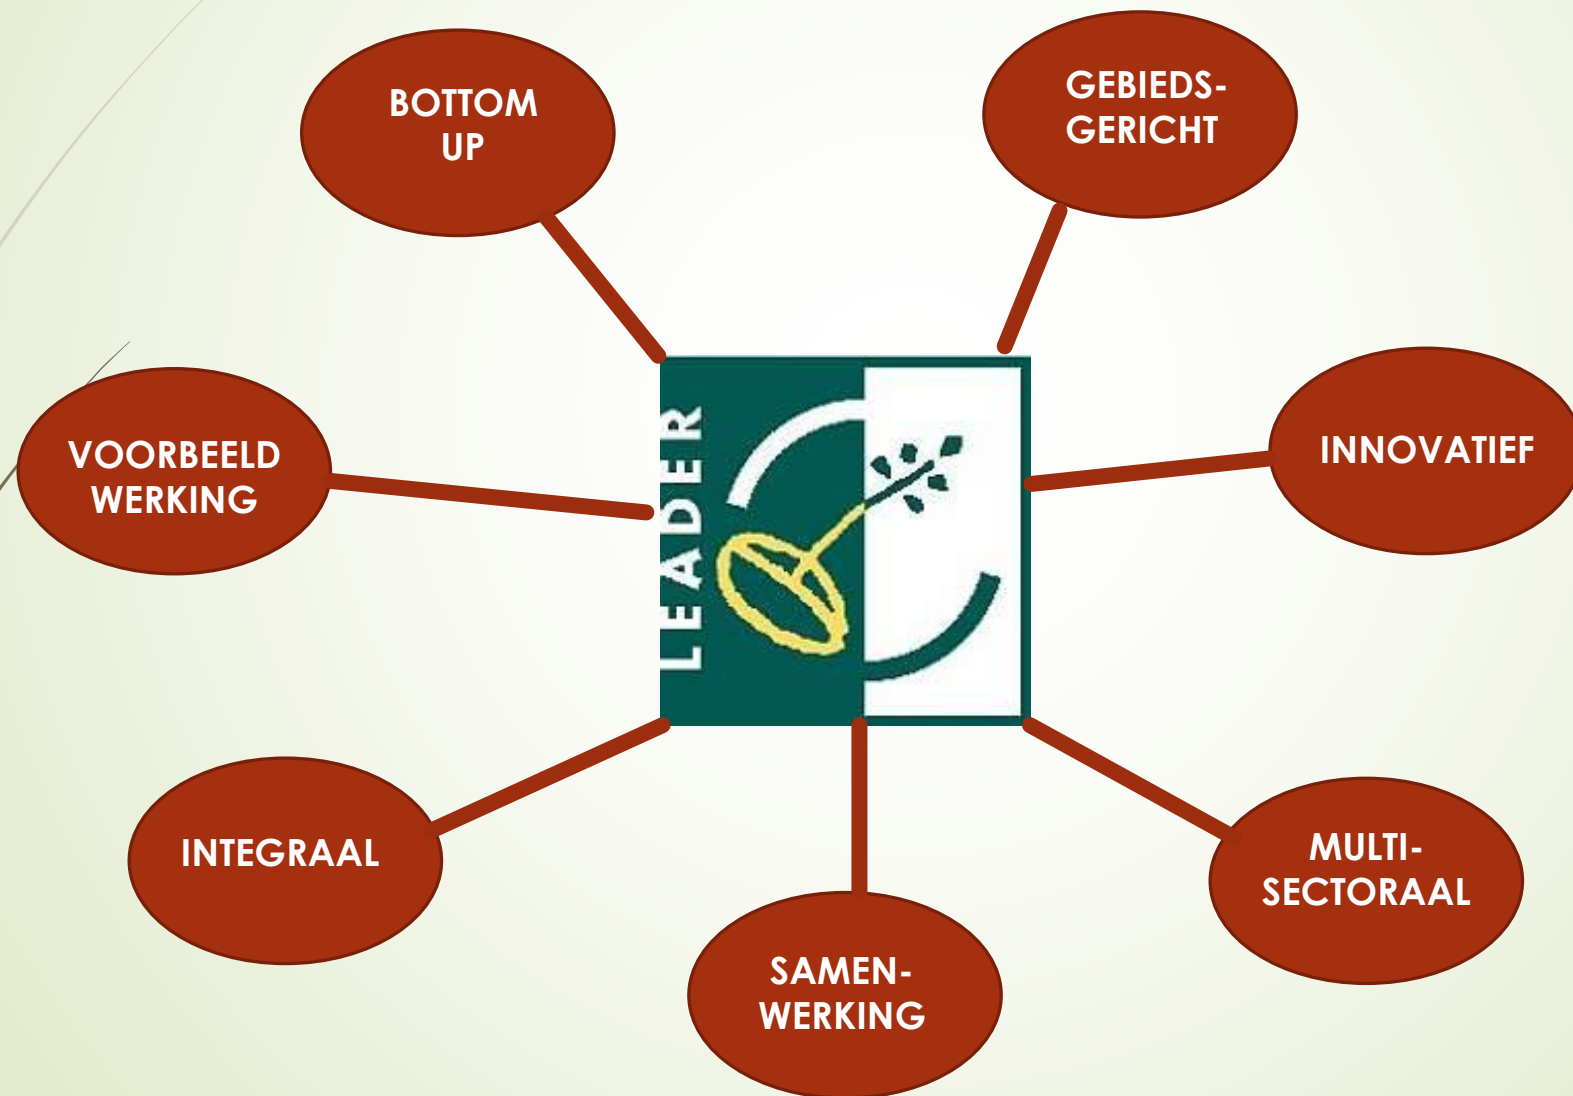 BOTTOM
UP
GEBIEDS-
GERICHT
VOORBEELD
WERKING
LEADER
INNOVATIEF
INTEGRAAL
MULTI-
SECTORAAL
SAMEN-
WERKING